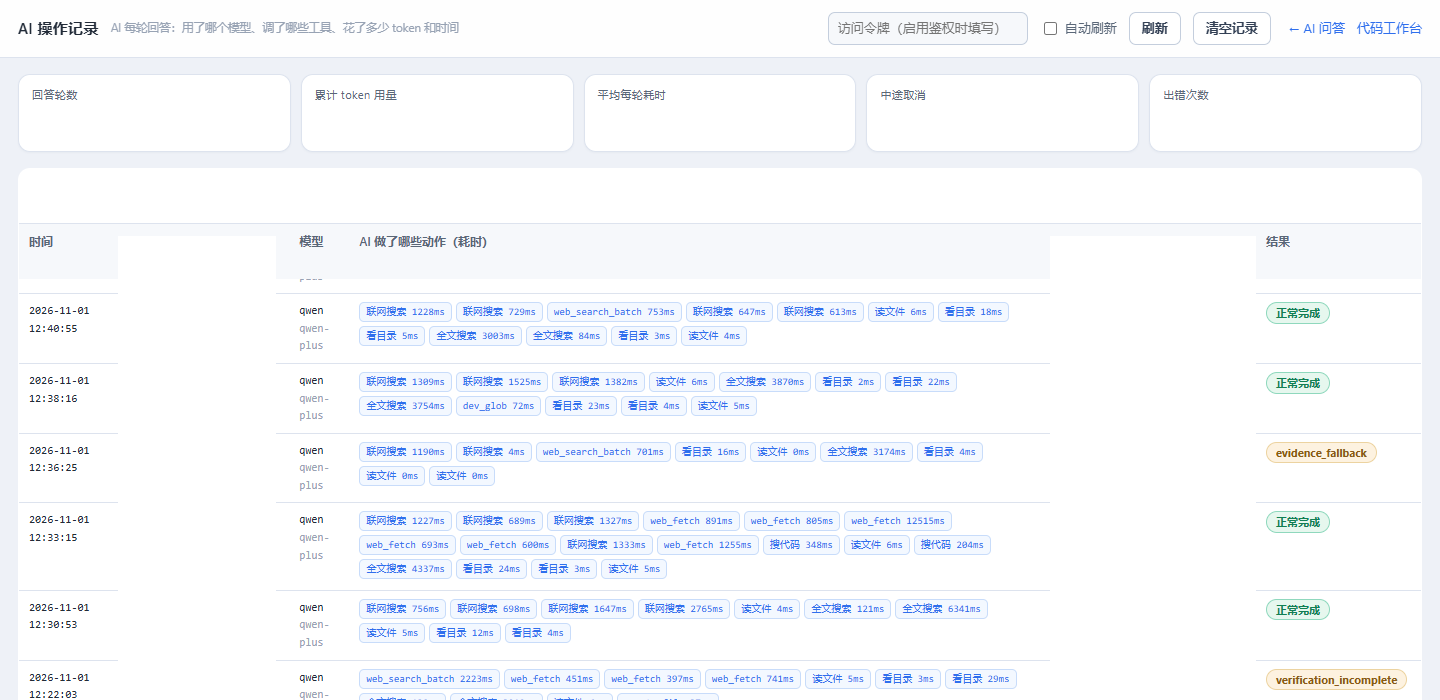 AI 操作记录
AI 每轮回答：用了哪个模型、调了哪些工具、花了多少 token 和时间
访问令牌（启用鉴权时填写）
自动刷新
刷新
清空记录
← AI 问答
代码工作台
回答轮数
累计 token 用量
平均每轮耗时
中途取消
出错次数
时间
模型
AI 做了哪些动作（耗时）
结果
2026-11-01
12:40:55
qwen
qwen-
plus
联网搜索 1228ms 联网搜索 729ms web_search_batch 753ms 联网搜索 647ms 联网搜索 613ms 读文件 6ms 看目录 18ms
看目录 5ms 全文搜索 3003ms 全文搜索 84ms 看目录 3ms 读文件 4ms
正常完成
2026-11-01
12:38:16
qwen
qwen-
plus
联网搜索 1309ms 联网搜索 1525ms 联网搜索 1382ms 读文件 6ms 全文搜索 3870ms 看目录 2ms 看目录 22ms
全文搜索 3754ms dev_glob 72ms 看目录 23ms 看目录 4ms 读文件 5ms
正常完成
2026-11-01
12:36:25
qwen
qwen-
plus
联网搜索 1190ms 联网搜索 4ms web_search_batch 701ms 看目录 16ms 读文件 0ms 全文搜索 3174ms 看目录 4ms
读文件 0ms 读文件 0ms
evidence_fallback
2026-11-01
12:33:15
qwen
qwen-
plus
联网搜索 1227ms 联网搜索 689ms 联网搜索 1327ms web_fetch 891ms web_fetch 805ms web_fetch 12515ms
web_fetch 693ms web_fetch 600ms 联网搜索 1333ms web_fetch 1255ms 搜代码 348ms 读文件 6ms 搜代码 204ms
全文搜索 4337ms 看目录 24ms 看目录 3ms 读文件 5ms
正常完成
2026-11-01
12:30:53
qwen
qwen-
plus
联网搜索 756ms 联网搜索 698ms 联网搜索 1647ms 联网搜索 2765ms 读文件 4ms 全文搜索 121ms 全文搜索 6341ms
读文件 5ms 看目录 12ms 看目录 4ms
正常完成
2026-11-01
12:22:03
qwen
qwen-
web_search_batch 2223ms web_fetch 451ms web_fetch 397ms web_fetch 741ms 读文件 5ms 看目录 3ms 看目录 29ms
verification_incomplete